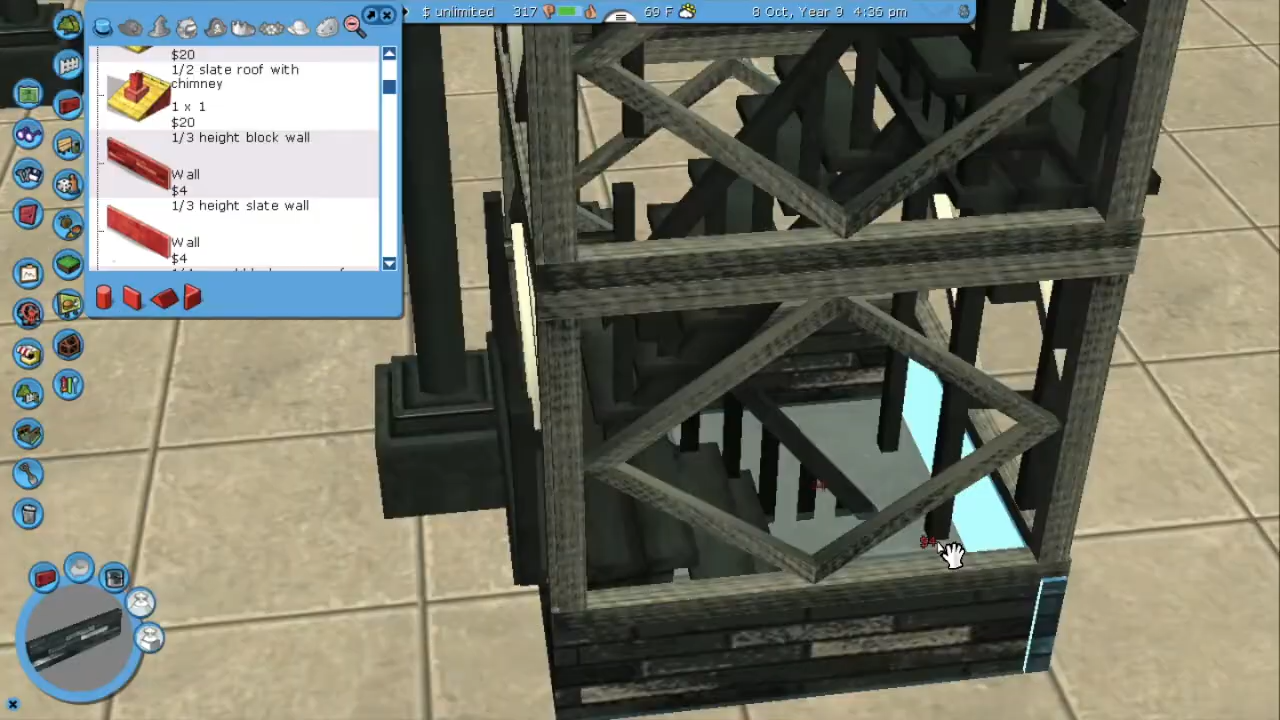 $ unlimited 317 69 F 8 Oct, Year 9 4:36 pm
$20
1/2 slate roof with
chimney
1 x 1
$20
1/3 height block wall
Wall
$4
1/3 height slate wall
Wall
$4
$4